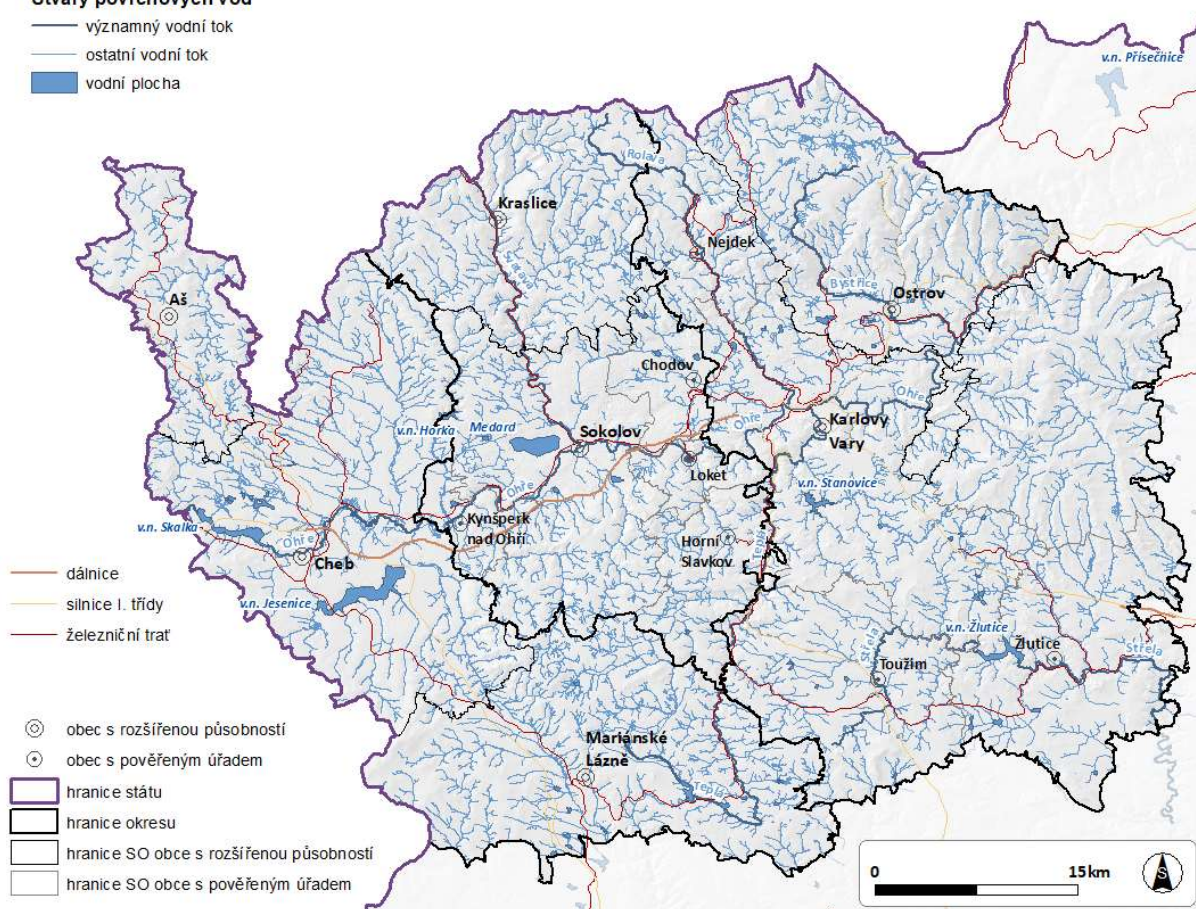 Útvary povrchových vod
významný vodní tok
ostatní vodní tok
vodní plocha
v.n. Přísečnice
Rolava
Kraslice
Nejdek
Aš
Bystřice
Ostrov
Chodov
Ohře
v.n. Horka
Medard
Sokolov
Ohře
Karlovy
Vary
Loket
v.n. Stanovice
v.n. Skalka
Ohře
Ohře
Kynšperk
nad Ohří
Horní
Slavkov
Cheb
dálnice
silnice I. třídy
železniční trať
v.n. Jesenice
v.n. Žlutice
Střela
Žlutice
Střela
Toužim
obec s rozšířenou působností
obec s pověřeným úřadem
Mariánské
Lázně
Teplá
hranice státu
hranice okresu
hranice SO obce s rozšířenou působností
hranice SO obce s pověřeným úřadem
0 15km
S